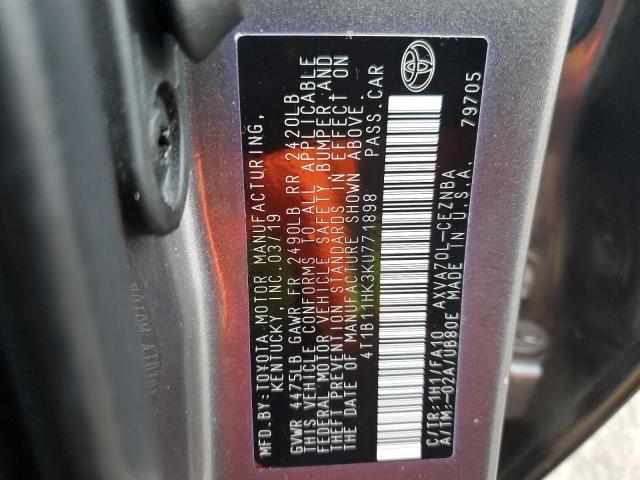 MFD.BY:TOYOTA MOTOR MANUFACTURING,
KENTUCKY, INC. 03/19
GVWR 4475LB GAWR FR 2490LB RR 2420LB
THIS VEHICLE CONFORMS TO ALL APPLICABLE
FEDERAL MOTOR VEHICLE SAFETY, BUMPER, AND
THEFT PREVENTION STANDARDS IN EFFECT ON
THE DATE OF MANUFACTURE SHOWN ABOVE.
4T1B11HK3KU771898 PASS. CAR
C/TR:1H1/FA10 AXVA70L-CEZNBA
A/TM:-02A/UB80E MADE IN U.S.A.
79705